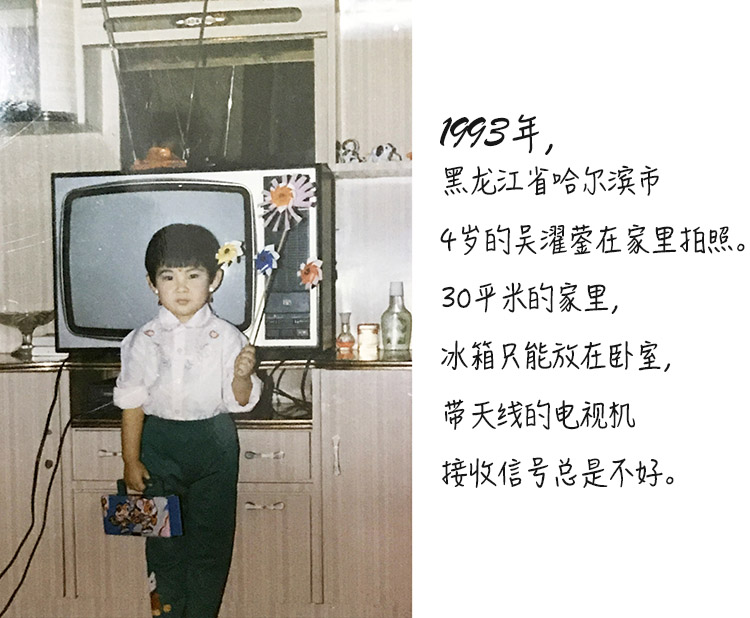 1993年，
黑龙江省哈尔滨市
4岁的吴濯蓥在家里拍照。
30平米的家里，
冰箱只能放在卧室，
带天线的电视机
接收信号总是不好。